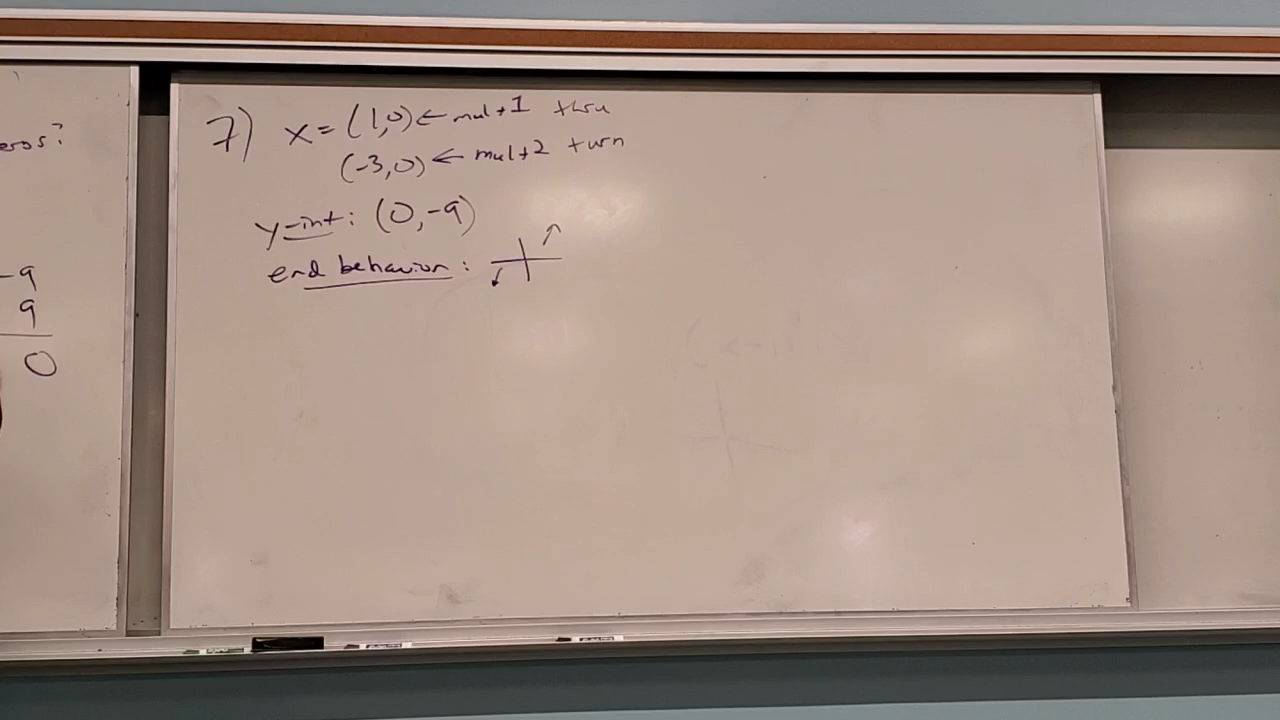 eros?
-9
9
0
7) x = (1,0) ← mult 1 thru
(-3,0) ← mult 2 turn
y-int: (0,-9)
end behavior: